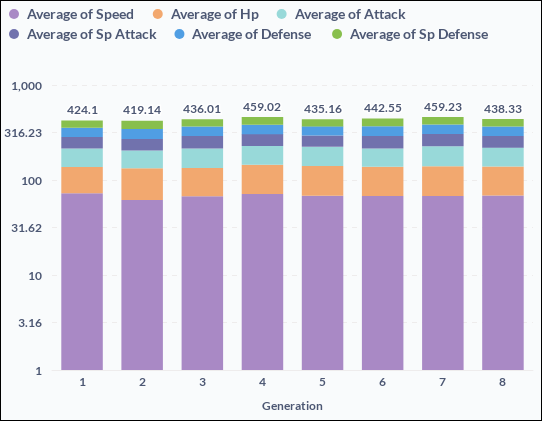 Average of Speed Average of Hp Average of Attack
Average of Sp Attack Average of Defense Average of Sp Defense
1,000
424.1 419.14 436.01 459.02 435.16 442.55 459.23 438.33
316.23
100
31.62
10
3.16
1
1 2 3 4 5 6 7 8
Generation